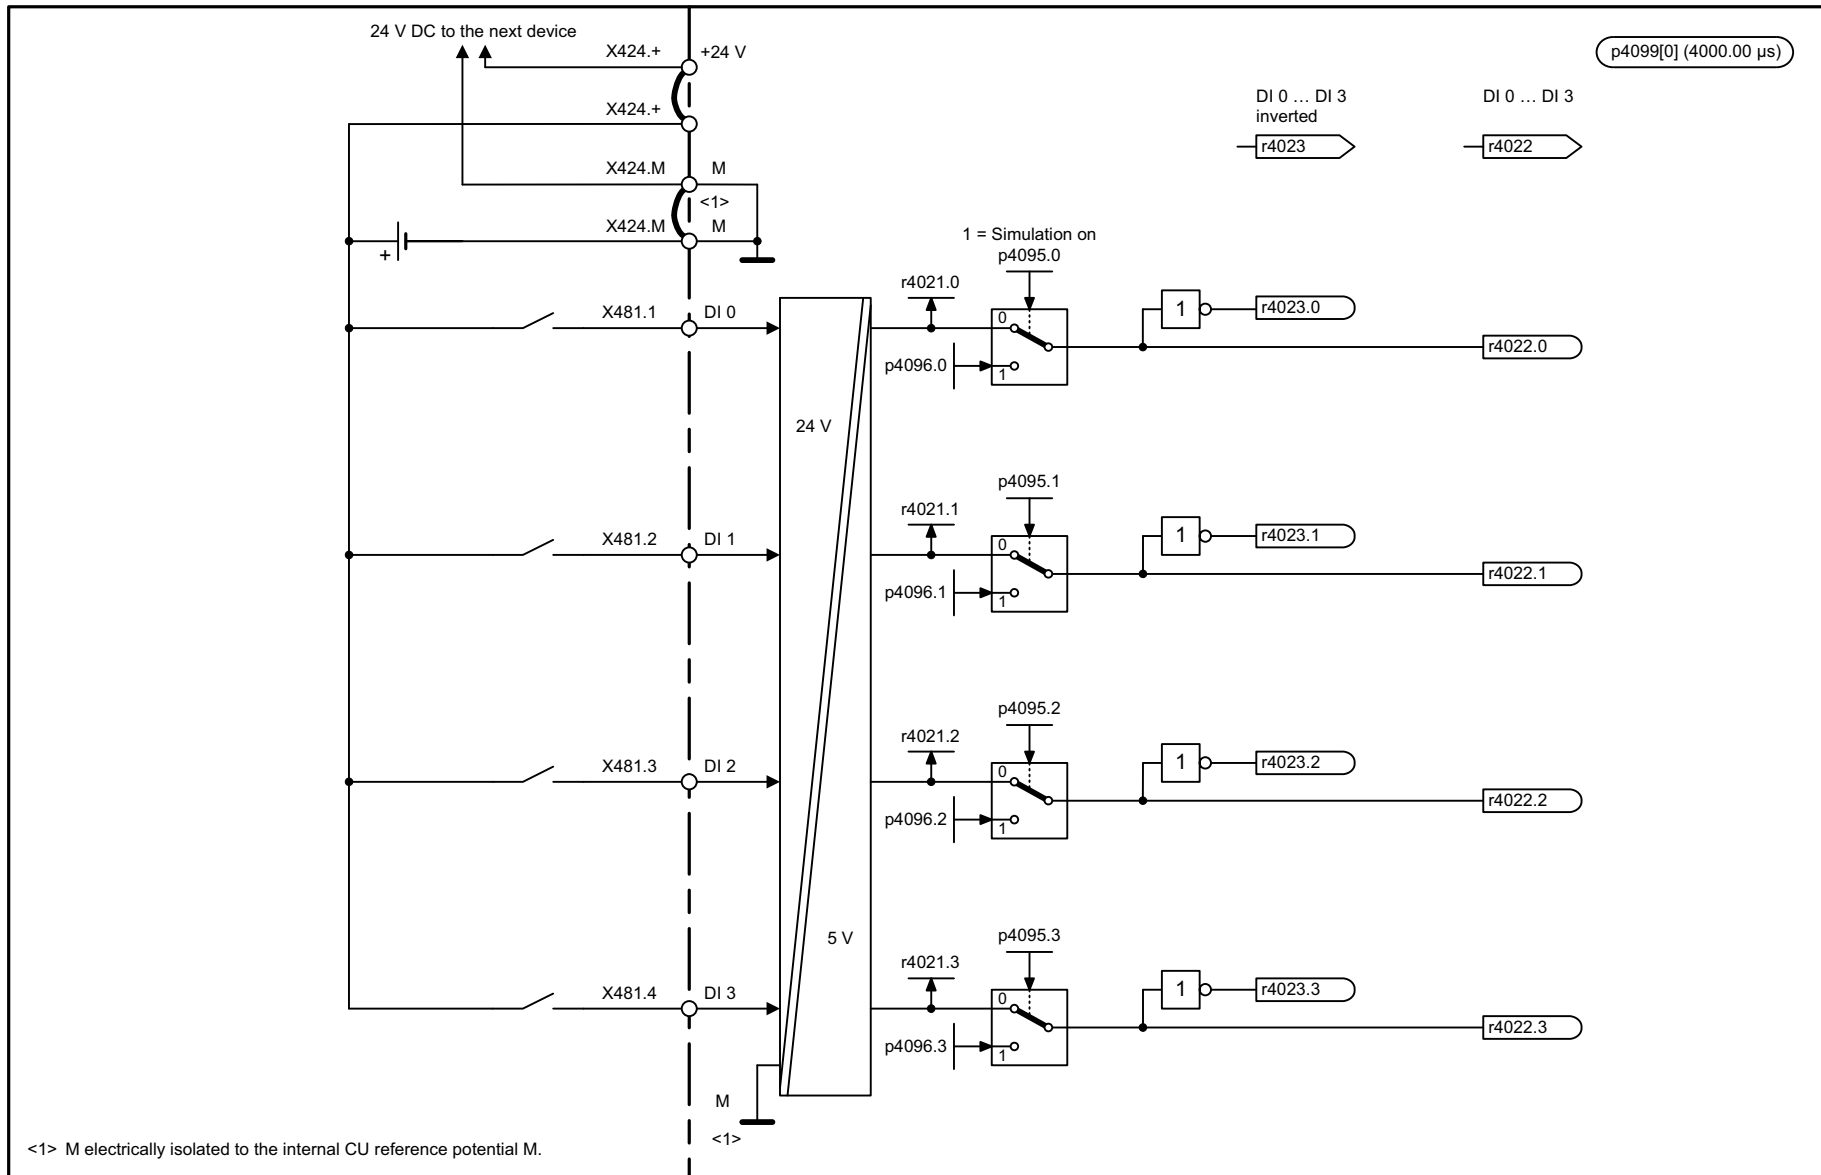 24 V DC to the next device
X424.+
+24 V
p4099[0] (4000.00 µs)
X424.+
DI 0 … DI 3
inverted
r4023
DI 0 … DI 3
r4022
X424.M
M
<1>
X424.M
M
+
1 = Simulation on
p4095.0
r4021.0
X481.1
DI 0
0
1
p4096.0
1
r4023.0
r4022.0
24 V
p4095.1
r4021.1
X481.2
DI 1
0
1
p4096.1
1
r4023.1
r4022.1
p4095.2
r4021.2
X481.3
DI 2
0
1
p4096.2
1
r4023.2
r4022.2
5 V
p4095.3
r4021.3
X481.4
DI 3
0
1
p4096.3
1
r4023.3
r4022.3
M
<1>
<1> M electrically isolated to the internal CU reference potential M.